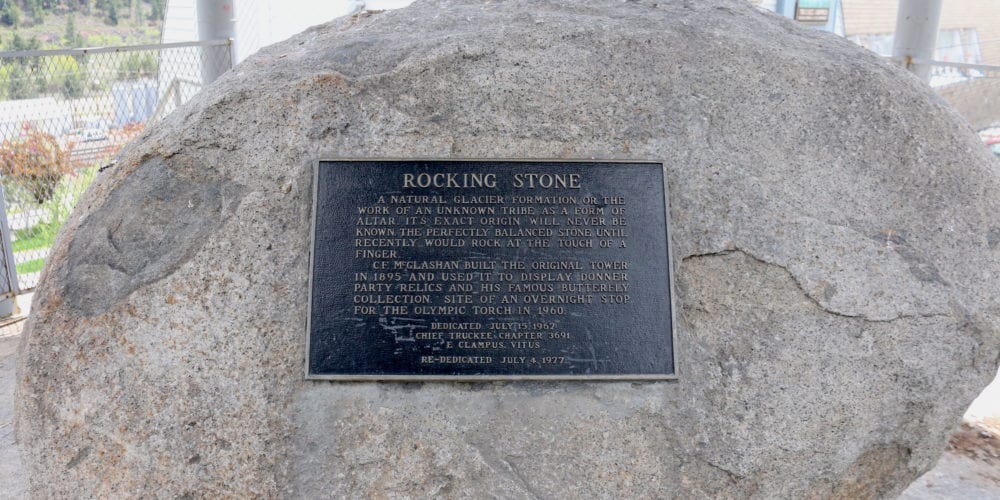 ROCKING STONE
A NATURAL GLACIER FORMATION OR THE
WORK OF AN UNKNOWN TRIBE AS A FORM OF
ALTAR. IT'S EXACT ORIGIN WILL NEVER BE
KNOWN. THE PERFECTLY BALANCED STONE, UNTIL
RECENTLY, WOULD ROCK AT THE TOUCH OF A
FINGER.
C.F. McGLASHAN BUILT THE ORIGINAL TOWER
IN 1895 AND USED IT TO DISPLAY DONNER
PARTY RELICS AND HIS FAMOUS BUTTERFLY
COLLECTION. SITE OF AN OVERNIGHT STOP
FOR THE OLYMPIC TORCH IN 1960.
DEDICATED JULY 15, 1967
CHIEF TRUCKEE CHAPTER 3691
E CLAMPUS VITUS
RE-DEDICATED JULY 4, 1977